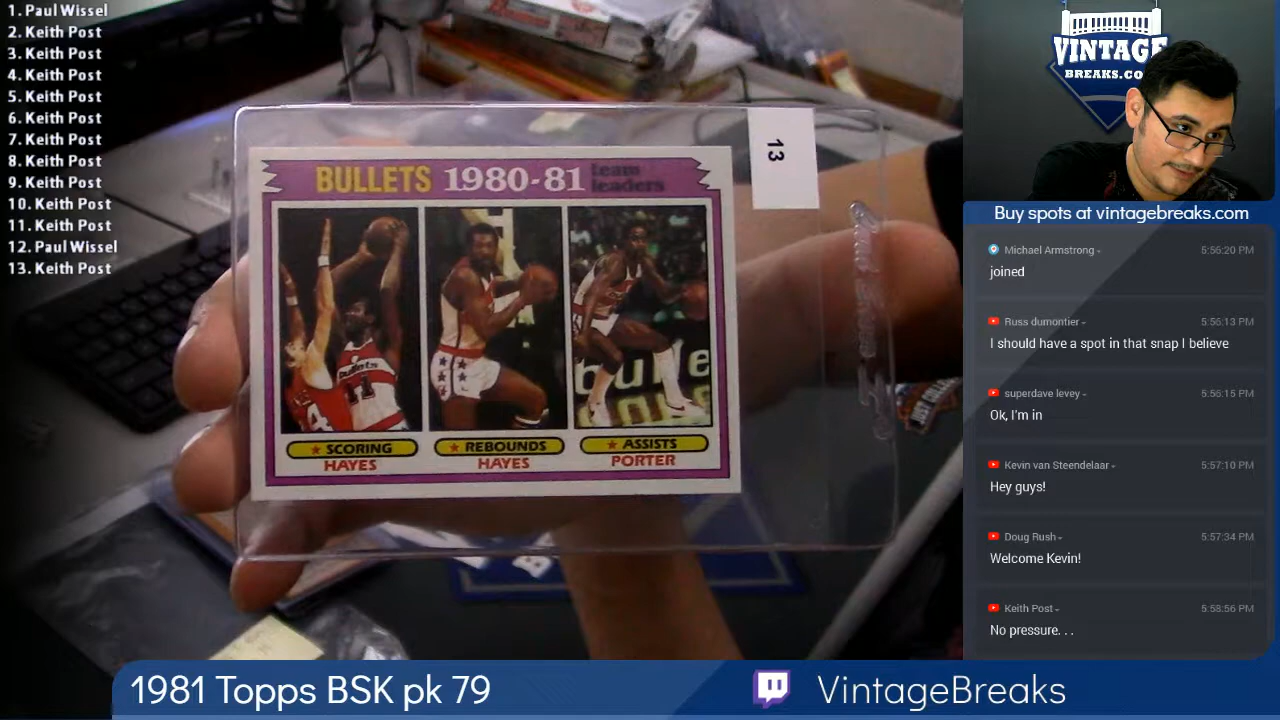 1. Paul Wissel
2. Keith Post
3. Keith Post
4. Keith Post
5. Keith Post
6. Keith Post
7. Keith Post
8. Keith Post
9. Keith Post
10. Keith Post
11. Keith Post
12. Paul Wissel
13. Keith Post
13
BULLETS 1980-81 team leaders
bullets
11
★ SCORING
HAYES
★ REBOUNDS
HAYES
★ ASSISTS
PORTER
VINTAGE
BREAKS.CO
Buy spots at vintagebreaks.com
Michael Armstrong 5:56:20 PM
joined
Russ dumontier 5:56:13 PM
I should have a spot in that snap I believe
superdave levey 5:56:15 PM
Ok, I'm in
Kevin van Steendelaar 5:57:10 PM
Hey guys!
Doug Rush 5:57:34 PM
Welcome Kevin!
Keith Post 5:58:56 PM
No pressure. . .
1981 Topps BSK pk 79
VintageBreaks